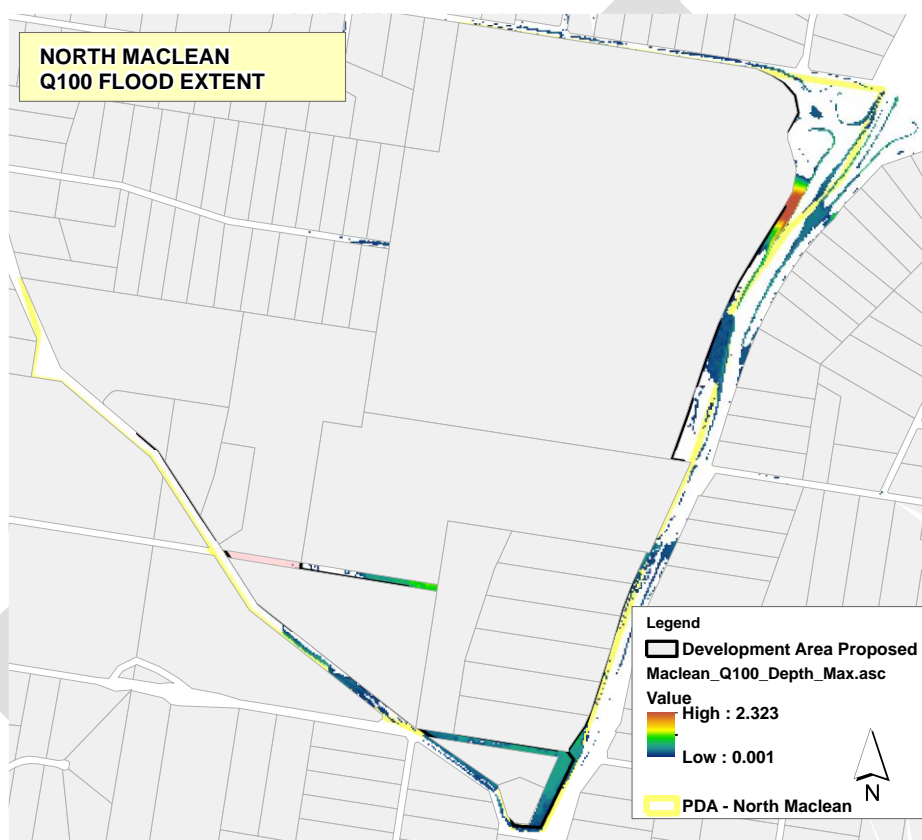 NORTH MACLEAN
Q100 FLOOD EXTENT
Legend
Development Area Proposed
Maclean_Q100_Depth_Max.asc
Value
High : 2.323
Low : 0.001
PDA - North Maclean
N